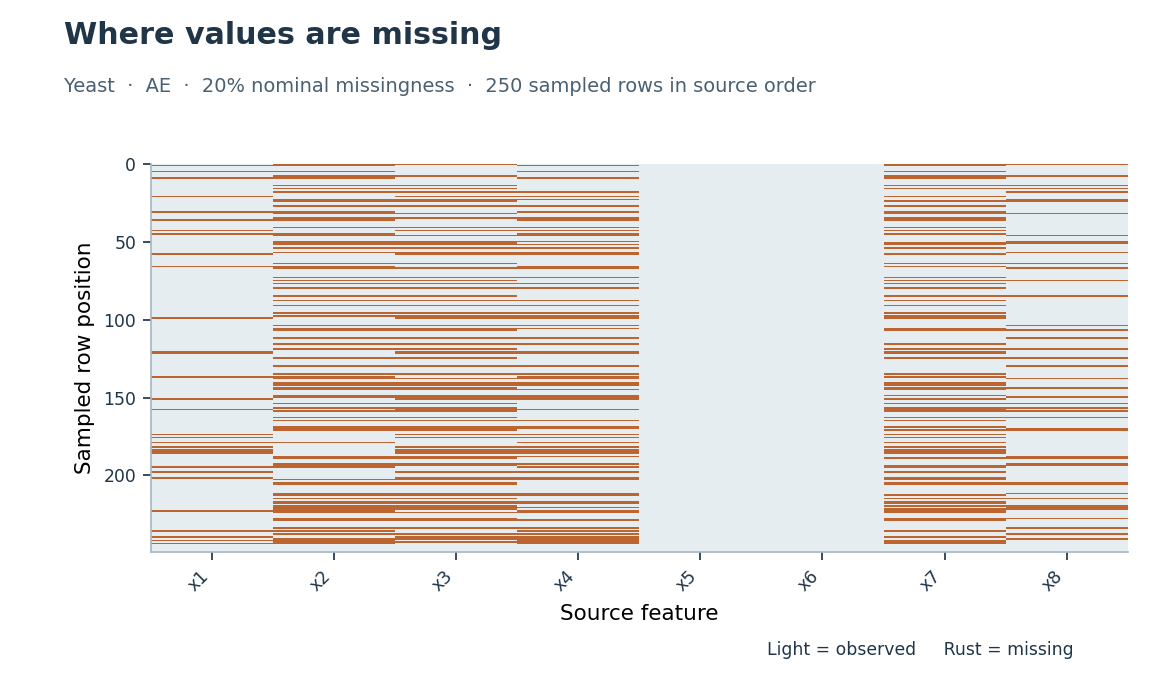 Where values are missing
Yeast · AE · 20% nominal missingness · 250 sampled rows in source order
0
50
100
150
200
Sampled row position
x1 x2 x3 x4 x5 x6 x7 x8
Source feature
Light = observed Rust = missing